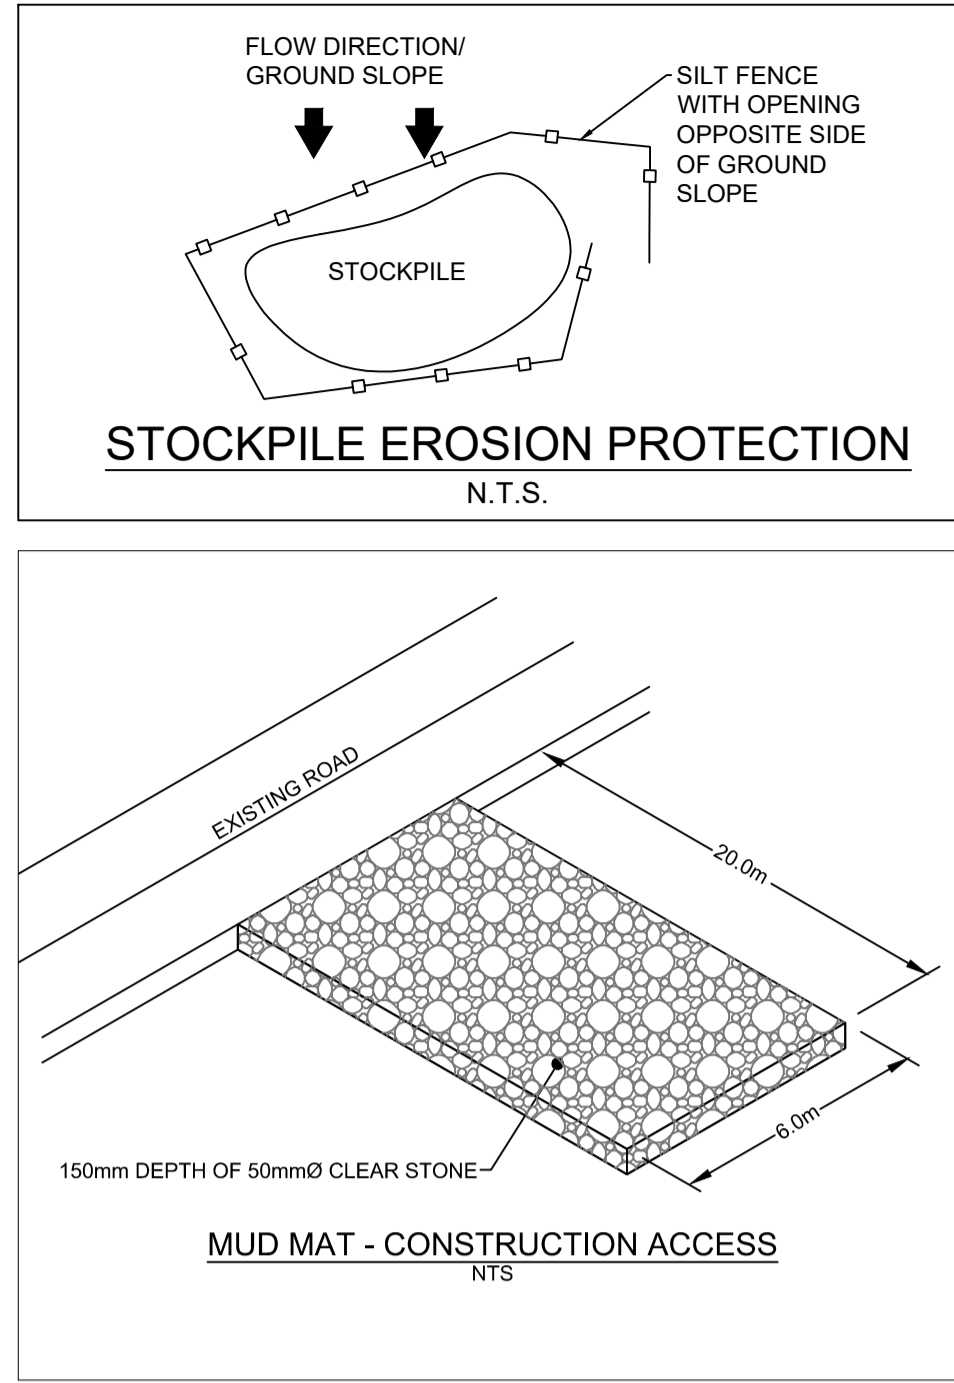 FLOW DIRECTION/
GROUND SLOPE
SILT FENCE
WITH OPENING
OPPOSITE SIDE
OF GROUND
SLOPE
STOCKPILE
STOCKPILE EROSION PROTECTION
N.T.S.
EXISTING ROAD
20.0m
6.0m
150mm DEPTH OF 50mmØ CLEAR STONE
MUD MAT - CONSTRUCTION ACCESS
NTS